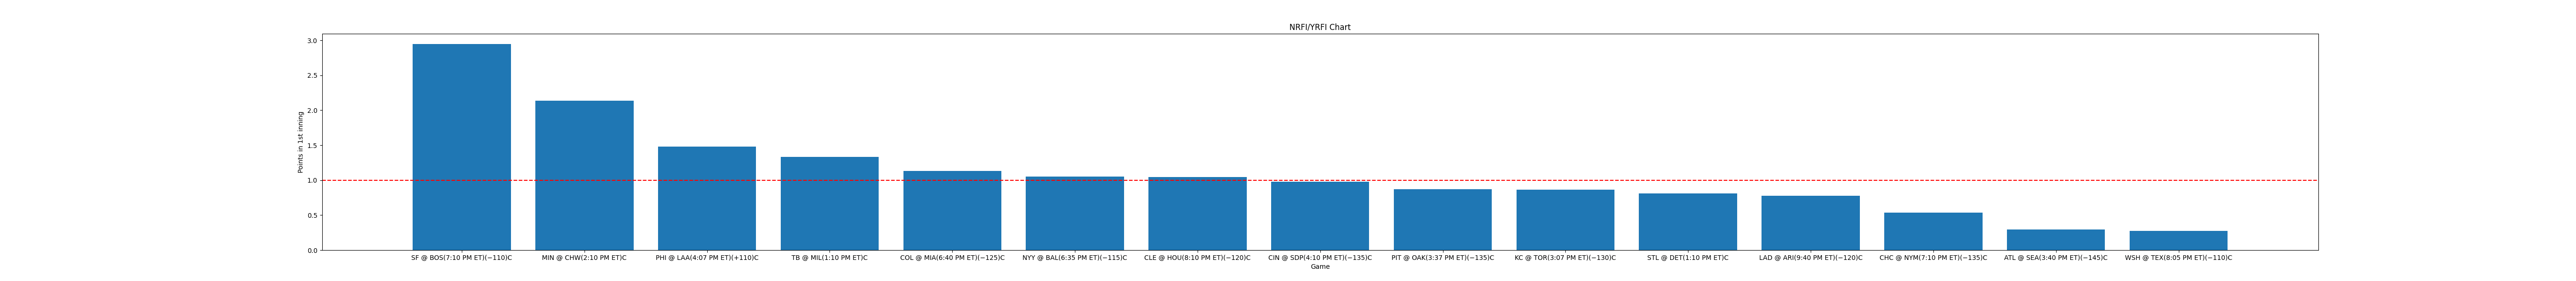 NRFI/YRFI Chart
Points in 1st inning
3.0
2.5
2.0
1.5
1.0
0.5
0.0
SF @ BOS(7:10 PM ET)(−110)C
MIN @ CHW(2:10 PM ET)C
PHI @ LAA(4:07 PM ET)(+110)C
TB @ MIL(1:10 PM ET)C
COL @ MIA(6:40 PM ET)(−125)C
NYY @ BAL(6:35 PM ET)(−115)C
CLE @ HOU(8:10 PM ET)(−120)C
CIN @ SDP(4:10 PM ET)(−135)C
PIT @ OAK(3:37 PM ET)(−135)C
KC @ TOR(3:07 PM ET)(−130)C
STL @ DET(1:10 PM ET)C
LAD @ ARI(9:40 PM ET)(−120)C
CHC @ NYM(7:10 PM ET)(−135)C
ATL @ SEA(3:40 PM ET)(−145)C
WSH @ TEX(8:05 PM ET)(−110)C
Game